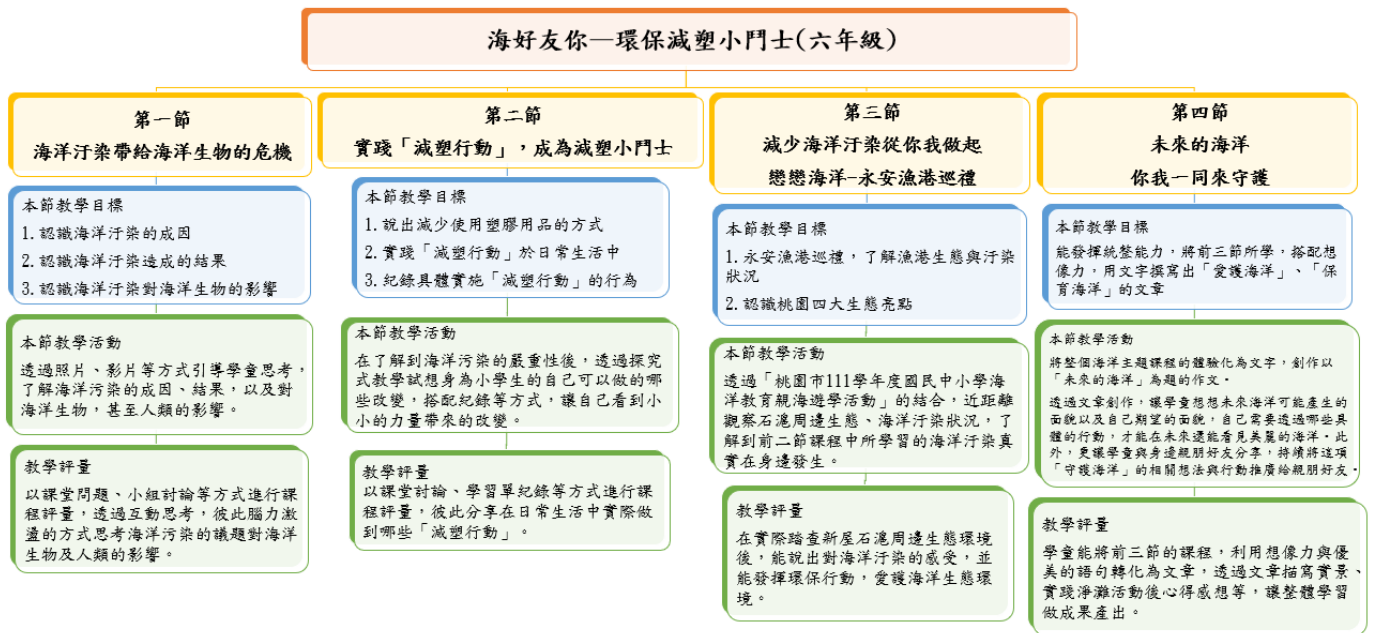 海好友你—環保減塑小鬥士(六年級)
第一節
海洋汙染帶給海洋生物的危機
本節教學目標
1.認識海洋汙染的成因
2.認識海洋汙染造成的結果
3.認識海洋汙染對海洋生物的影響
本節教學活動
透過照片、影片等方式引導學童思考,
了解海洋污染的成因、結果,以及對
海洋生物,甚至人類的影響。
教學評量
以課堂問題、小組討論等方式進行課
程評量,透過互動思考,彼此腦力激
盪的方式思考海洋污染的議題對海洋
生物及人類的影響。
第二節
實踐「減塑行動」,成為減塑小鬥士
本節教學目標
1.說出減少使用塑膠用品的方式
2.實踐「減塑行動」於日常生活中
3.紀錄具體實施「減塑行動」的行為
本節教學活動
在了解到海洋污染的嚴重性後,透過探究
式教學試想身為小學生的自己可以做的哪
些改變,搭配紀錄等方式,讓自己看到小
小的力量帶來的改變。
教學評量
以課堂討論、學習單紀錄等方式進行課
程評量,彼此分享在日常生活中實際做
到哪些「減塑行動」。
第三節
減少海洋汙染從你我做起
戀戀海洋-永安漁港巡禮
本節教學目標
1.永安漁港巡禮,了解漁港生態與汙染
狀況
2.認識桃園四大生態亮點
本節教學活動
透過「桃園市111學年度國民中小學海
洋教育親海遊學活動」的結合,近距離
觀察石滬周邊生態、海洋汙染狀況,了
解到前二節課程中所學習的海洋汙染真
實在身邊發生。
教學評量
在實際踏查新屋石滬周邊生態環境
後,能說出對海洋汙染的感受,並
能發揮環保行動,愛護海洋生態環
境。
第四節
未來的海洋
你我一同來守護
本節教學目標
能發揮統整能力,將前三節所學,搭配想
像力,用文字撰寫出「愛護海洋」、「保
育海洋」的文章
本節教學活動
將整個海洋主題課程的體驗化為文字,創作以
「未來的海洋」為題的作文。
透過文章創作,讓學童想想未來海洋可能產生的
面貌以及自己期望的面貌,自己需要透過哪些具
體的行動,才能在未來還能看見美麗的海洋。此
外,更讓學童與身邊親朋好友分享,持續將這項
「守護海洋」的相關想法與行動推廣給親朋好友。
教學評量
學童能將前三節的課程,利用想像力與優
美的語句轉化為文章,透過文章描寫實景、
實踐淨灘活動後心得感想等,讓整體學習
做成果產出。